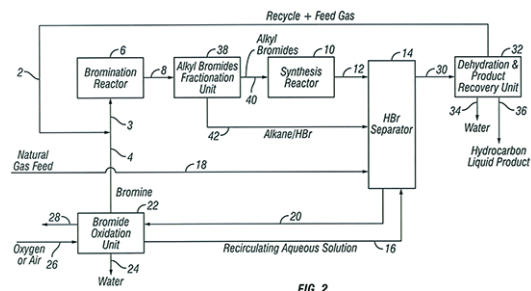 Recycle + Feed Gas
6
38
Alkyl
Bromides
10
14
32
2
Bromination
Reactor
8
Alkyl Bromides
Fractionation
Unit
40
Synthesis
Reactor
12
HBr
Separator
30
Dehydration &
Product
Recovery Unit
3
42
Alkane/HBr
34
Water
36
Hydrocarbon
Liquid Product
4
Natural
Gas Feed
18
Bromine
22
28
Bromide
Oxidation
Unit
20
Oxygen
or Air
26
24
Water
Recirculating Aqueous Solution
16
FIG. 2